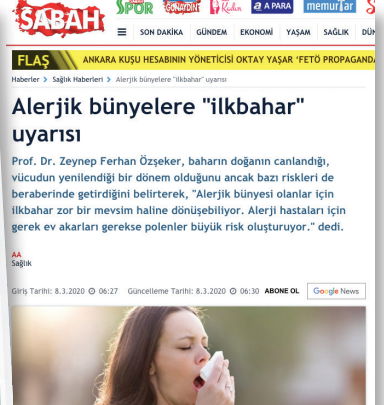 SABAH
SPOR GÜNAYDIN Kadın A PARA memurlar S
SON DAKİKA GÜNDEM EKONOMİ YAŞAM SAĞLIK DÜN
FLAŞ ANKARA KUŞU HESABININ YÖNETİCİSİ OKTAY YAŞAR ‘FETÖ PROPAGANDA
Haberler > Sağlık Haberleri > Alerjik bünyelere "ilkbahar" uyarısı
Alerjik bünyelere "ilkbahar"
uyarısı
Prof. Dr. Zeynep Ferhan Özşeker, baharın doğanın canlandığı,
vücudun yenilendiği bir dönem olduğunu ancak bazı riskleri de
beraberinde getirdiğini belirterek, "Alerjik bünyesi olanlar için
ilkbahar zor bir mevsim haline dönüşebiliyor. Alerji hastaları için
gerek ev akarları gerekse polenler büyük risk oluşturuyor." dedi.
AA
Sağlık
Giriş Tarihi: 8.3.2020 06:27 Güncelleme Tarihi: 8.3.2020 06:30 ABONE OL Google News